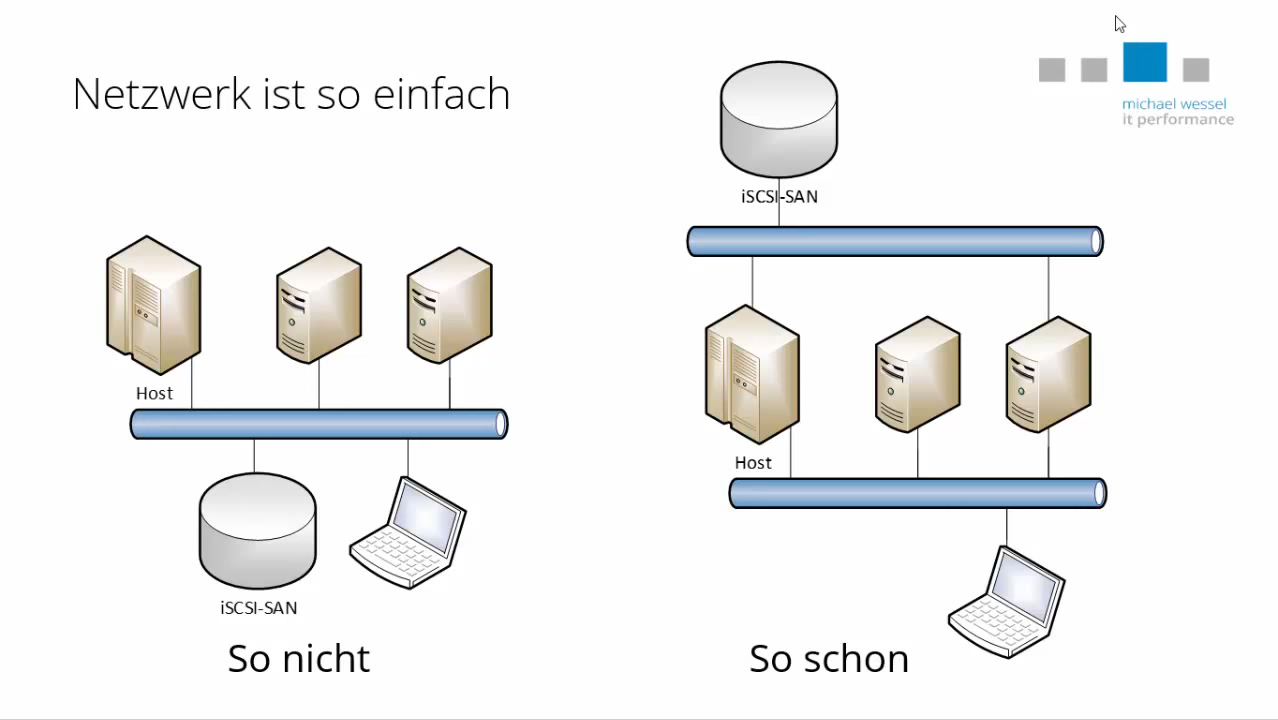 Netzwerk ist so einfach
michael wessel
it performance
Host
iSCSI-SAN
So nicht
iSCSI-SAN
Host
So schon